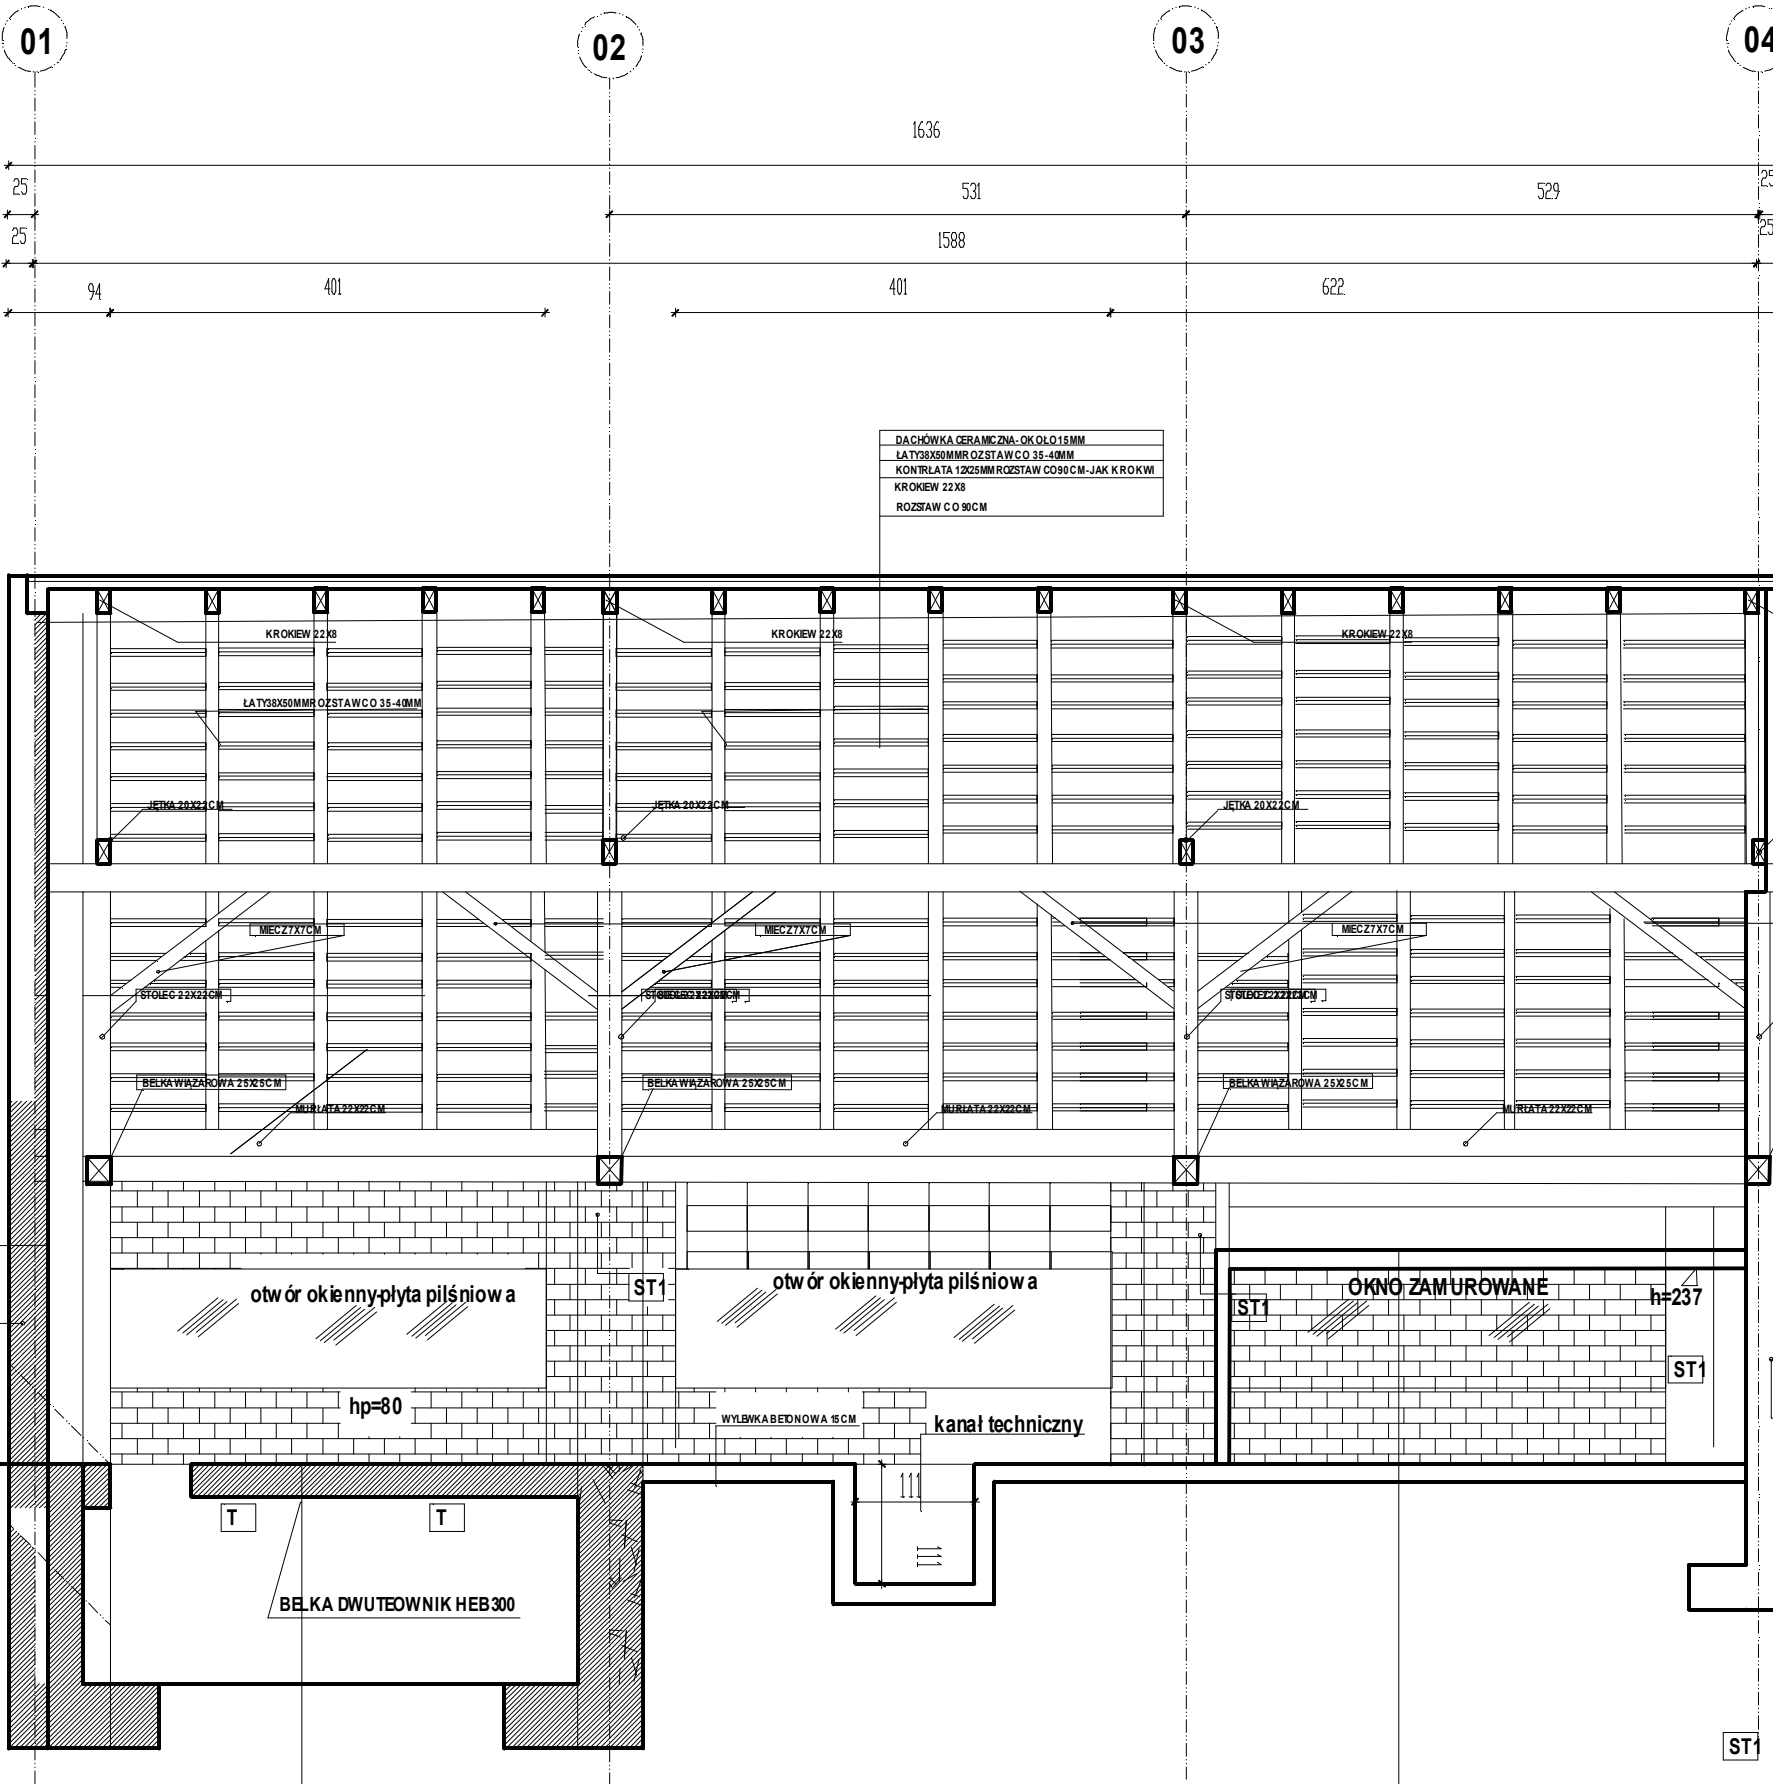 01
02
03
04
1636
25
531
529
25
25
1588
25
94
401
401
622
DACHÓWKA CERAMICZNA-OKOŁO 15MM
ŁATY38X50MM ROZSTAW CO 35-40MM
KONTRŁATA 12X25MM ROZSTAW CO 90CM-JAK KROKWI
KROKIEW 22X8
ROZSTAW CO 90CM
KROKIEW 22X8
KROKIEW 22X8
KROKIEW 22X8
ŁATY38X50MM ROZSTAW CO 35-40MM
JĘTKA 20X22CM
JĘTKA 20X22CM
JĘTKA 20X22CM
MIECZ 7X7CM
MIECZ 7X7CM
MIECZ 7X7CM
STOLEC 22X22CM
BELKA WIĄZAROWA 25X25CM
BELKA WIĄZAROWA 25X25CM
BELKA WIĄZAROWA 25X25CM
MURŁATA 22X22CM
MURŁATA 22X22CM
MURŁATA 22X22CM
otwór okienny-płyta pilśniowa
ST1
otwór okienny-płyta pilśniowa
ST1
OKNO ZAMUROWANE
h=237
ST1
hp=80
WYLEWKA BETONOWA 15CM
kanał techniczny
111
111
T
T
BELKA DWUTEOWNIK HEB300
ST1